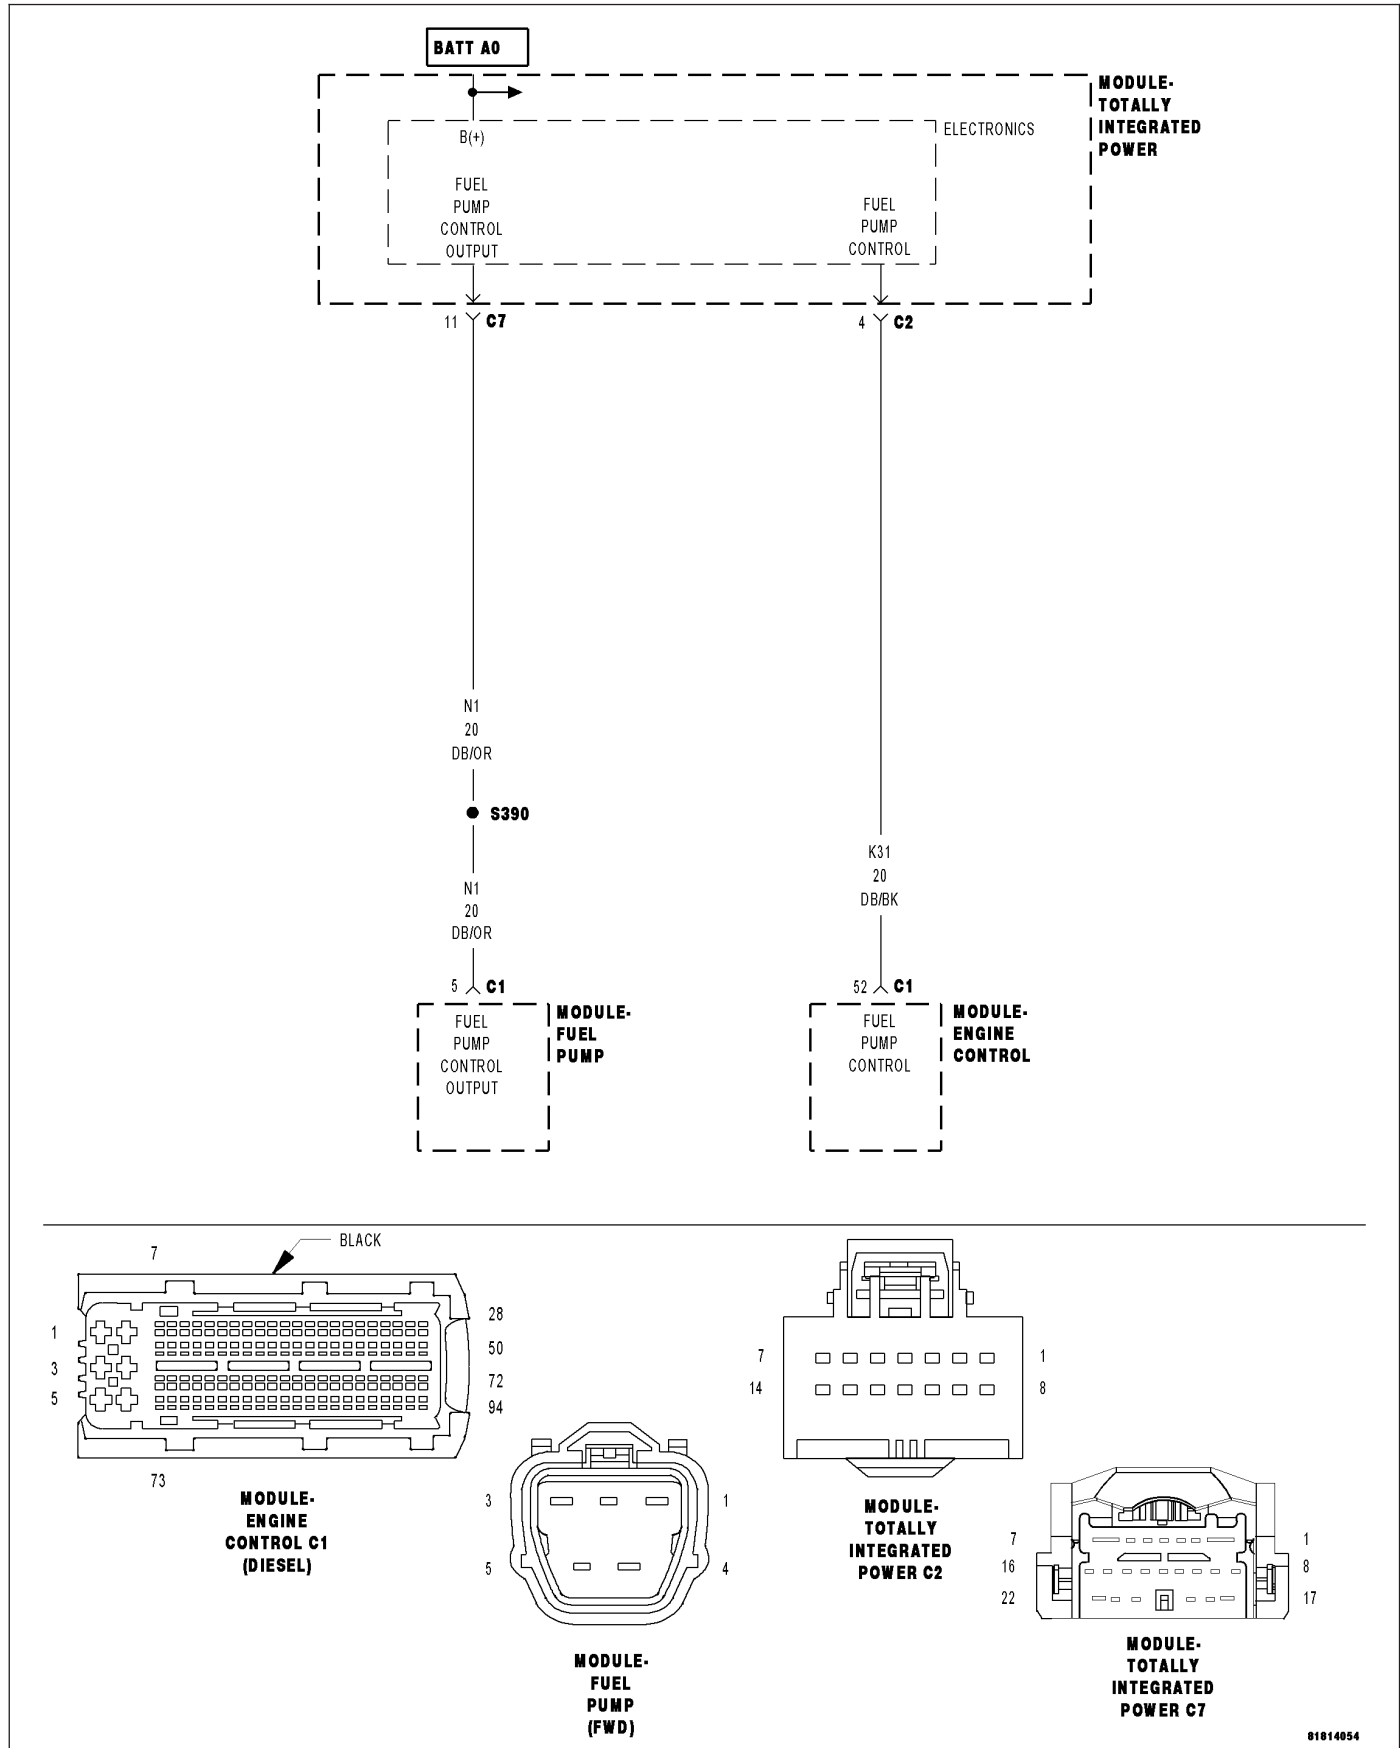 BATT A0
MODULE-
TOTALLY
INTEGRATED
POWER
ELECTRONICS
B(+)
FUEL
PUMP
CONTROL
OUTPUT
FUEL
PUMP
CONTROL
11 C7
4 C2
N1
20
DB/OR
S390
K31
20
DB/BK
N1
20
DB/OR
5 C1
52 C1
FUEL
PUMP
CONTROL
OUTPUT
MODULE-
FUEL
PUMP
FUEL
PUMP
CONTROL
MODULE-
ENGINE
CONTROL
7
BLACK
1
3
5
28
50
72
94
73
MODULE-
ENGINE
CONTROL C1
(DIESEL)
3
1
5
4
MODULE-
FUEL
PUMP
(FWD)
7
1
14
8
MODULE-
TOTALLY
INTEGRATED
POWER C2
7
1
16
8
22
17
MODULE-
TOTALLY
INTEGRATED
POWER C7
81814054